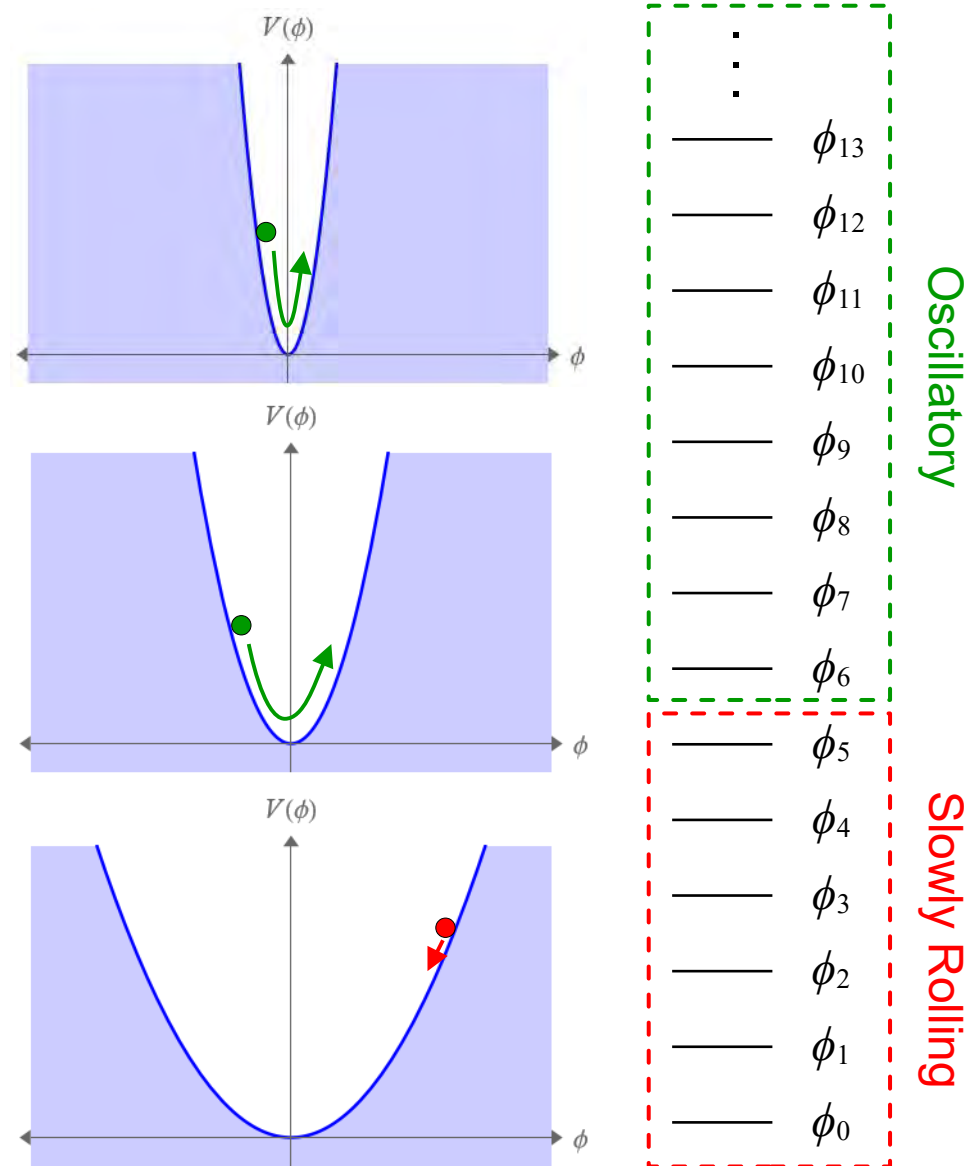 V(ϕ)
ϕ
V(ϕ)
ϕ
V(ϕ)
ϕ
ϕ₁₃
ϕ₁₂
ϕ₁₁
ϕ₁₀
ϕ₉
ϕ₈
ϕ₇
ϕ₆
ϕ₅
ϕ₄
ϕ₃
ϕ₂
ϕ₁
ϕ₀
Oscillatory
Slowly Rolling